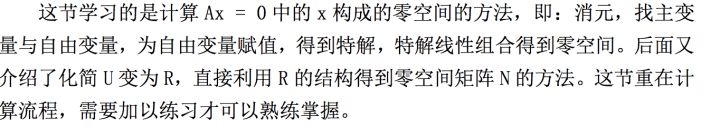 这节学习的是计算 Ax = 0 中的 x 构成的零空间的方法，即：消元，找主变
量与自由变量，为自由变量赋值，得到特解，特解线性组合得到零空间。后面又
介绍了化简 U 变为 R，直接利用 R 的结构得到零空间矩阵 N 的方法。这节重在计
算流程，需要加以练习才可以熟练掌握。